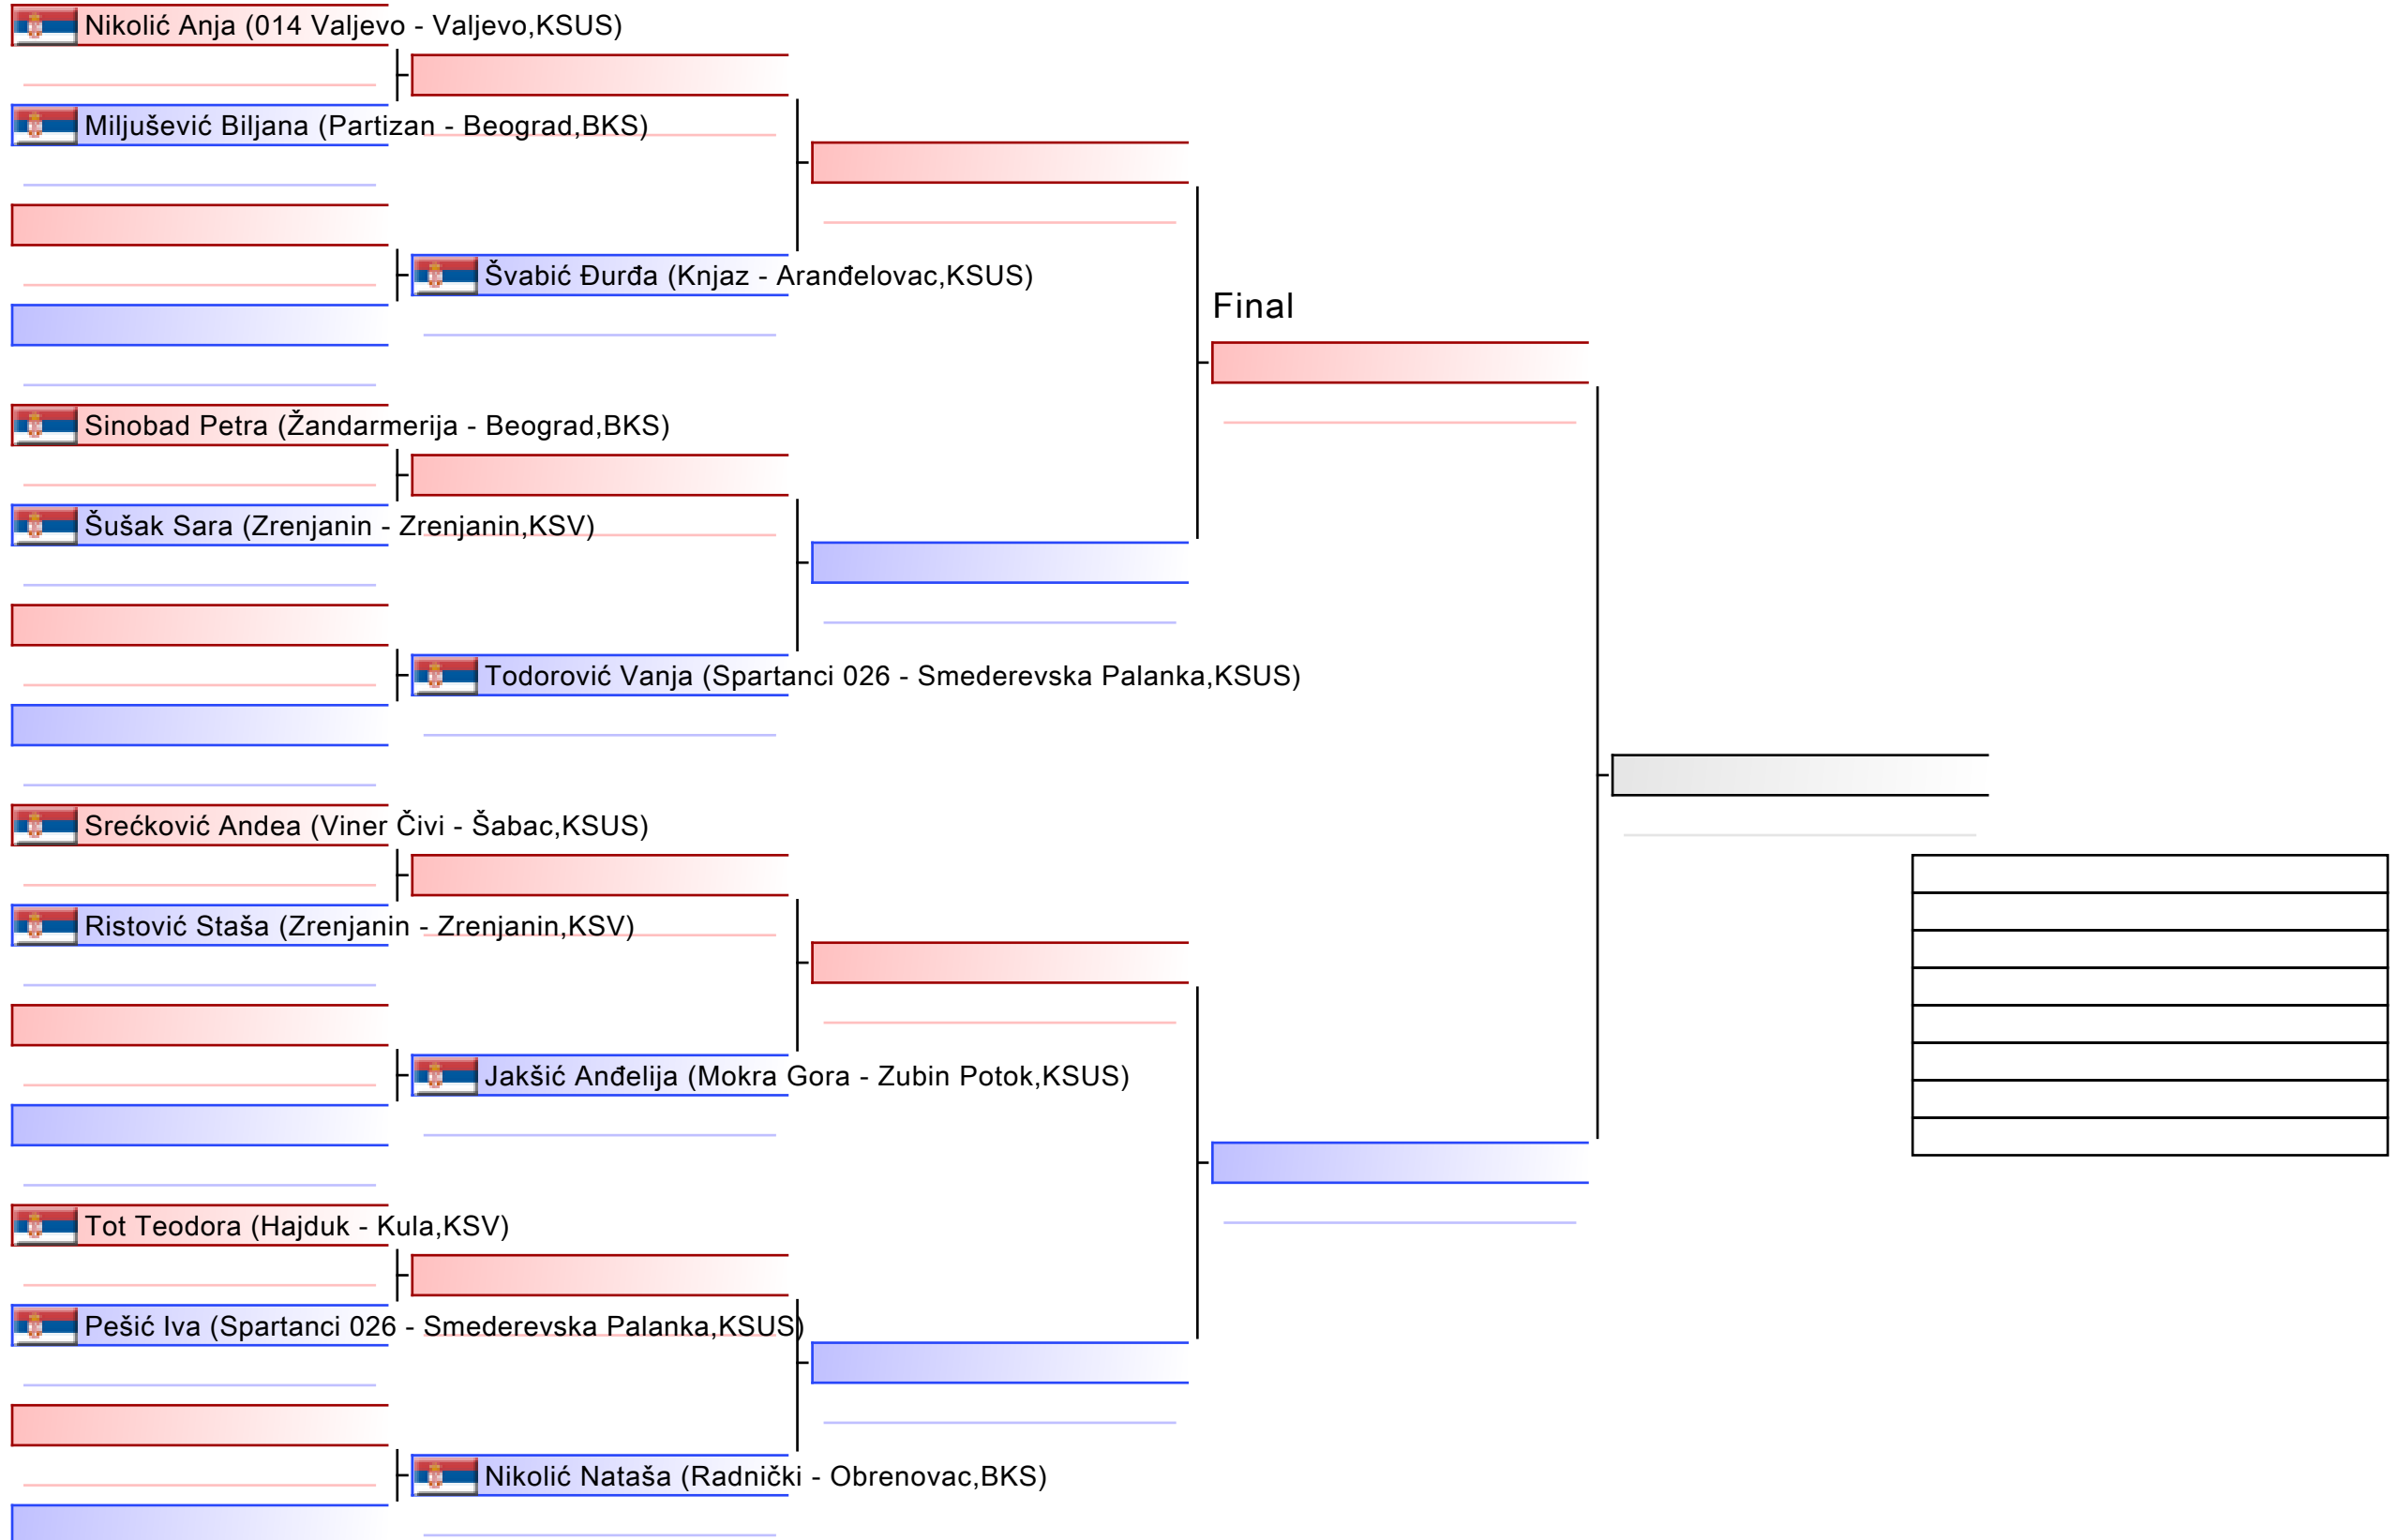 Nikolić Anja (014 Valjevo - Valjevo,KSUS)
Miljušević Biljana (Partizan - Beograd,BKS)
Švabić Đurđa (Knjaz - Aranđelovac,KSUS)
Final
Sinobad Petra (Žandarmerija - Beograd,BKS)
Šušak Sara (Zrenjanin - Zrenjanin,KSV)
Todorović Vanja (Spartanci 026 - Smederevska Palanka,KSUS)
Srećković Andea (Viner Čivi - Šabac,KSUS)
Ristović Staša (Zrenjanin - Zrenjanin,KSV)
Jakšić Anđelija (Mokra Gora - Zubin Potok,KSUS)
Tot Teodora (Hajduk - Kula,KSV)
Pešić Iva (Spartanci 026 - Smederevska Palanka,KSUS)
Nikolić Nataša (Radnički - Obrenovac,BKS)